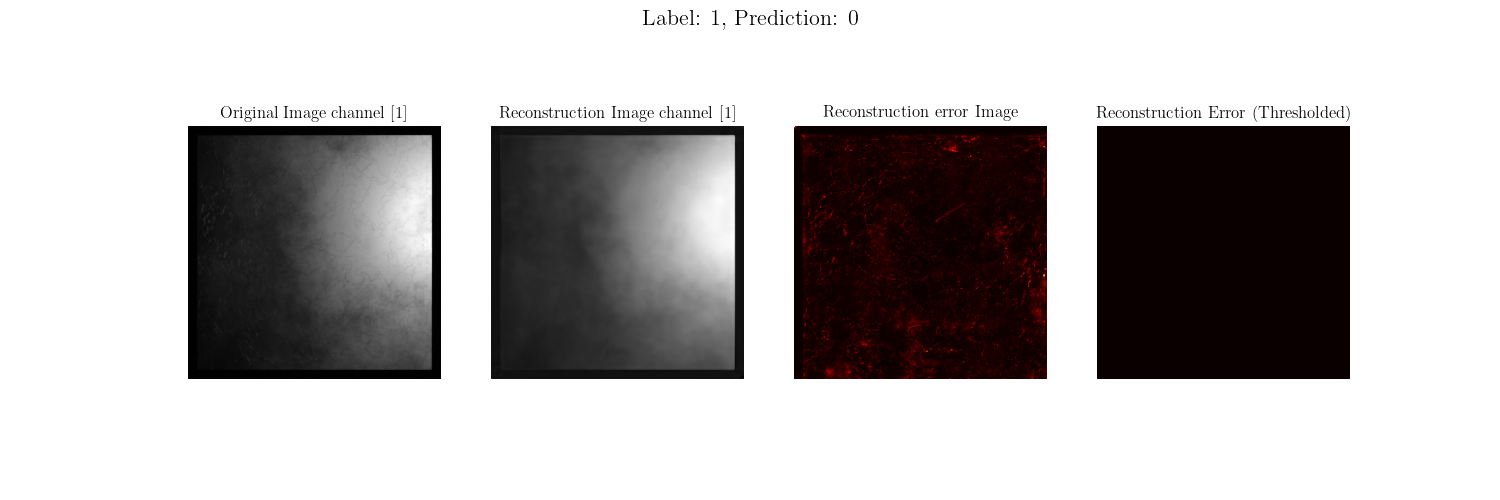 Label: 1, Prediction: 0
Original Image channel [1]
Reconstruction Image channel [1]
Reconstruction error Image
Reconstruction Error (Thresholded)